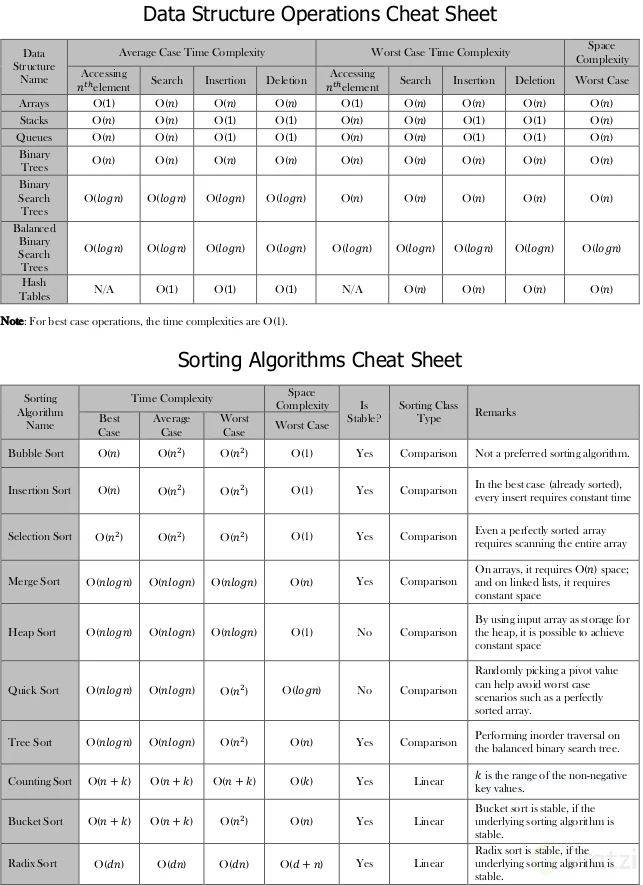 Data Structure Operations Cheat Sheet
Data Structure Name | Average Case Time Complexity | Worst Case Time Complexity | Space Complexity
Accessing n^th element | Search | Insertion | Deletion | Accessing n^th element | Search | Insertion | Deletion | Worst Case
Arrays | O(1) | O(n) | O(n) | O(n) | O(1) | O(n) | O(n) | O(n) | O(n)
Stacks | O(n) | O(n) | O(1) | O(1) | O(n) | O(n) | O(1) | O(1) | O(n)
Queues | O(n) | O(n) | O(1) | O(1) | O(n) | O(n) | O(1) | O(1) | O(n)
Binary Trees | O(n) | O(n) | O(n) | O(n) | O(n) | O(n) | O(n) | O(n) | O(n)
Binary Search Trees | O(logn) | O(logn) | O(logn) | O(logn) | O(n) | O(n) | O(n) | O(n) | O(n)
Balanced Binary Search Trees | O(logn) | O(logn) | O(logn) | O(logn) | O(logn) | O(logn) | O(logn) | O(logn) | O(logn)
Hash Tables | N/A | O(1) | O(1) | O(1) | N/A | O(n) | O(n) | O(n) | O(n)
Note: For best case operations, the time complexities are O(1).
Sorting Algorithms Cheat Sheet
Sorting Algorithm Name | Time Complexity | Space Complexity | Is Stable? | Sorting Class Type | Remarks
Best Case | Average Case | Worst Case | Worst Case
Bubble Sort | O(n) | O(n²) | O(n²) | O(1) | Yes | Comparison | Not a preferred sorting algorithm.
Insertion Sort | O(n) | O(n²) | O(n²) | O(1) | Yes | Comparison | In the best case (already sorted), every insert requires constant time
Selection Sort | O(n²) | O(n²) | O(n²) | O(1) | Yes | Comparison | Even a perfectly sorted array requires scanning the entire array
Merge Sort | O(nlogn) | O(nlogn) | O(nlogn) | O(n) | Yes | Comparison | On arrays, it requires O(n) space; and on linked lists, it requires constant space
Heap Sort | O(nlogn) | O(nlogn) | O(nlogn) | O(1) | No | Comparison | By using input array as storage for the heap, it is possible to achieve constant space
Quick Sort | O(nlogn) | O(nlogn) | O(n²) | O(logn) | No | Comparison | Randomly picking a pivot value can help avoid worst case scenarios such as a perfectly sorted array.
Tree Sort | O(nlogn) | O(nlogn) | O(n²) | O(n) | Yes | Comparison | Performing inorder traversal on the balanced binary search tree.
Counting Sort | O(n + k) | O(n + k) | O(n + k) | O(k) | Yes | Linear | k is the range of the non-negative key values.
Bucket Sort | O(n + k) | O(n + k) | O(n²) | O(n) | Yes | Linear | Bucket sort is stable, if the underlying sorting algorithm is stable.
Radix Sort | O(dn) | O(dn) | O(dn) | O(d + n) | Yes | Linear | Radix sort is stable, if the underlying sorting algorithm is stable.